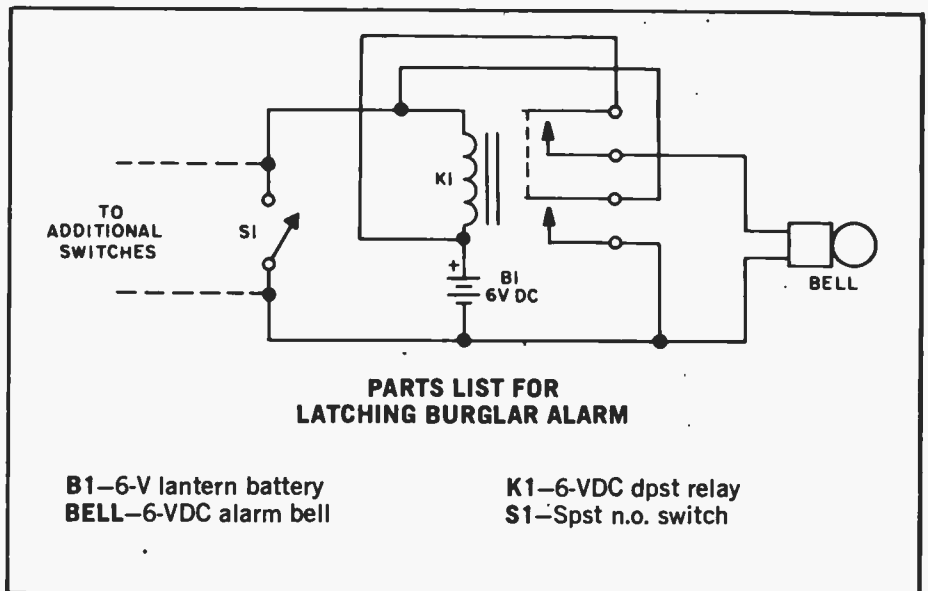 TO
ADDITIONAL
SWITCHES
S1
K1
+
B1
6V DC
BELL
PARTS LIST FOR
LATCHING BURGLAR ALARM
B1—6-V lantern battery
BELL—6-VDC alarm bell
K1—6-VDC dpst relay
S1—Spst n.o. switch